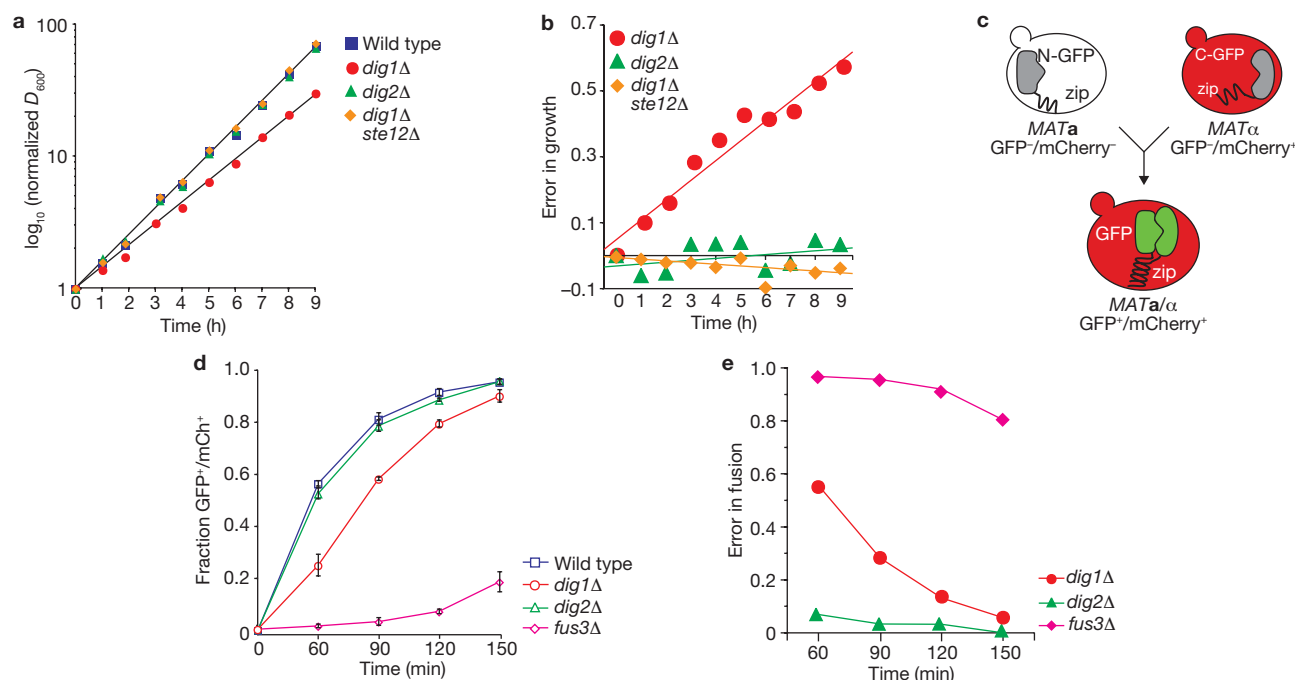 a
log10 (normalized D600)
100
10
1
0 1 2 3 4 5 6 7 8 9
Time (h)
Wild type
dig1Δ
dig2Δ
dig1Δ
ste12Δ
b
Error in growth
0.7
0.5
0.3
0.1
−0.1
0 1 2 3 4 5 6 7 8 9
Time (h)
dig1Δ
dig2Δ
dig1Δ
ste12Δ
c
N-GFP
zip
MATa
GFP−/mCherry−
C-GFP
zip
MATα
GFP−/mCherry+
GFP
zip
MATa/α
GFP+/mCherry+
d
Fraction GFP+/mCh+
1.0
0.8
0.6
0.4
0.2
0
0 60 90 120 150
Time (min)
Wild type
dig1Δ
dig2Δ
fus3Δ
e
Error in fusion
1.0
0.8
0.6
0.4
0.2
0
60 90 120 150
Time (min)
dig1Δ
dig2Δ
fus3Δ